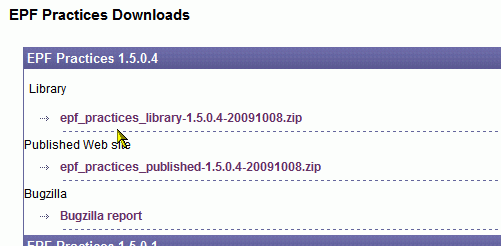 EPF Practices Downloads
EPF Practices 1.5.0.4
Library
epf_practices_library-1.5.0.4-20091008.zip
Published Web site
epf_practices_published-1.5.0.4-20091008.zip
Bugzilla
Bugzilla report
EPF Practices 1.5.0.1